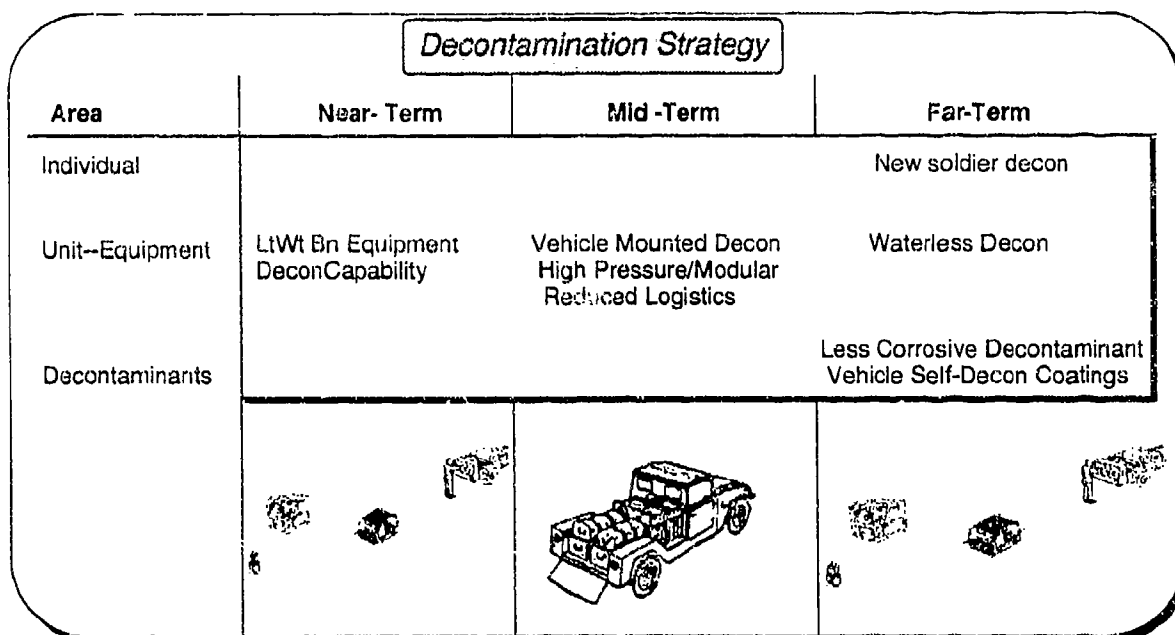 Decontamination Strategy
Area Near-Term Mid-Term Far-Term
Individual New soldier decon
Unit--Equipment LtWt Bn Equipment Vehicle Mounted Decon Waterless Decon
DeconCapability High Pressure/Modular
Reduced Logistics
Less Corrosive Decontaminant
Decontaminants Vehicle Self-Decon Coatings